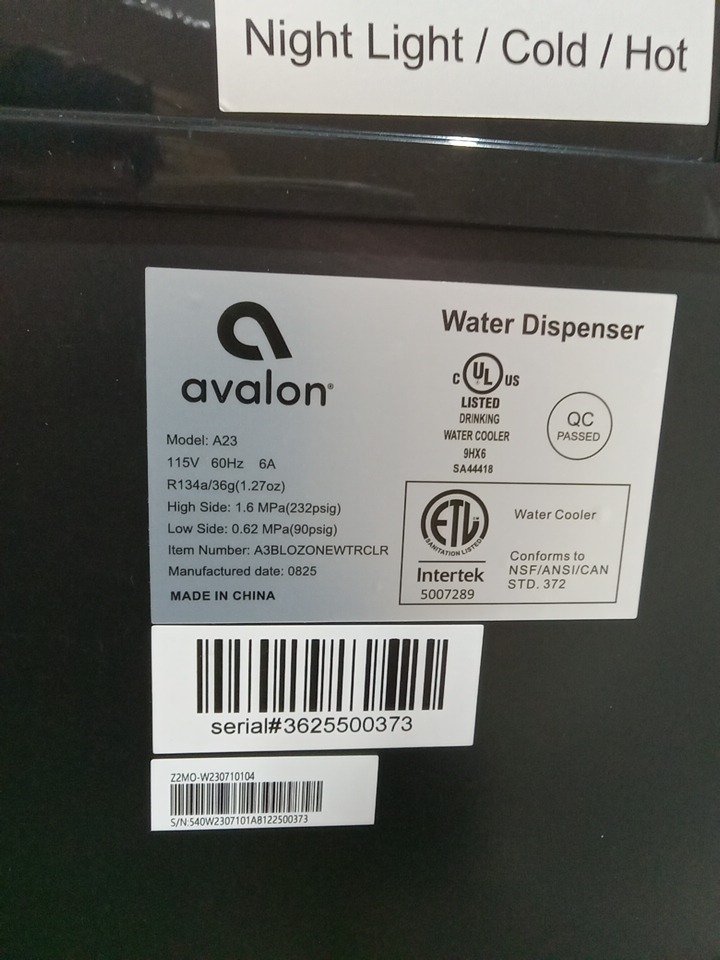 Night Light / Cold / Hot
avalon®
Model: A23
115V 60Hz 6A
R134a/36g(1.27oz)
High Side: 1.6 MPa(232psig)
Low Side: 0.62 MPa(90psig)
Item Number: A3BLOZONEWTRCLR
Manufactured date: 0825
MADE IN CHINA
Water Dispenser
C UL US
LISTED
DRINKING
WATER COOLER
9HX6
SA44418
QC
PASSED
ETL
SANITATION LISTED
Intertek
5007289
Water Cooler
Conforms to
NSF/ANSI/CAN
STD. 372
serial#3625500373
Z2MO-W230710104
S/N:540W2307101A8122500373